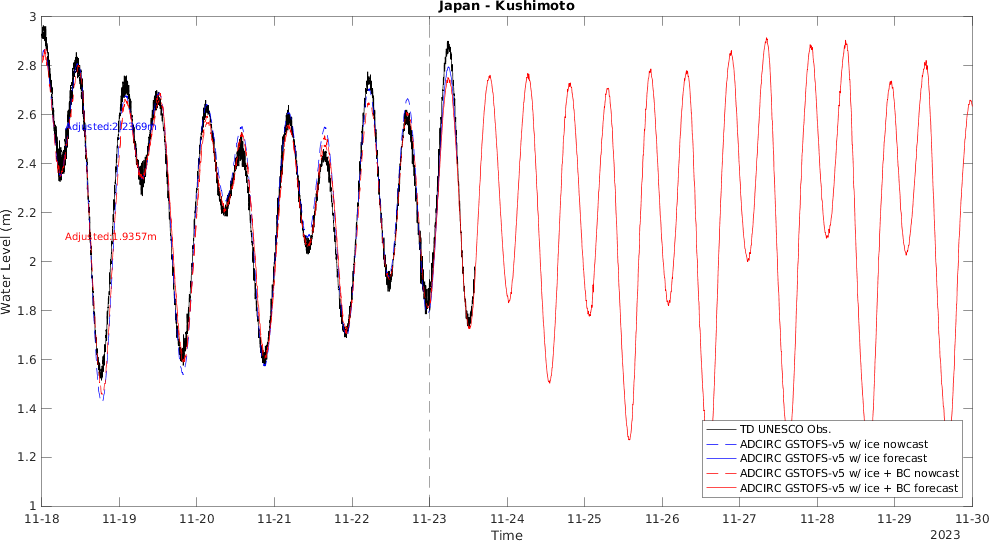 Japan - Kushimoto
3
2.8
2.6
2.4
2.2
2
1.8
1.6
1.4
1.2
1
Water Level (m)
Adjusted:2.2369m
Adjusted:1.9357m
TD UNESCO Obs.
ADCIRC GSTOFS-v5 w/ ice nowcast
ADCIRC GSTOFS-v5 w/ ice forecast
ADCIRC GSTOFS-v5 w/ ice + BC nowcast
ADCIRC GSTOFS-v5 w/ ice + BC forecast
11-18 11-19 11-20 11-21 11-22 11-23 11-24 11-25 11-26 11-27 11-28 11-29 11-30
Time
2023